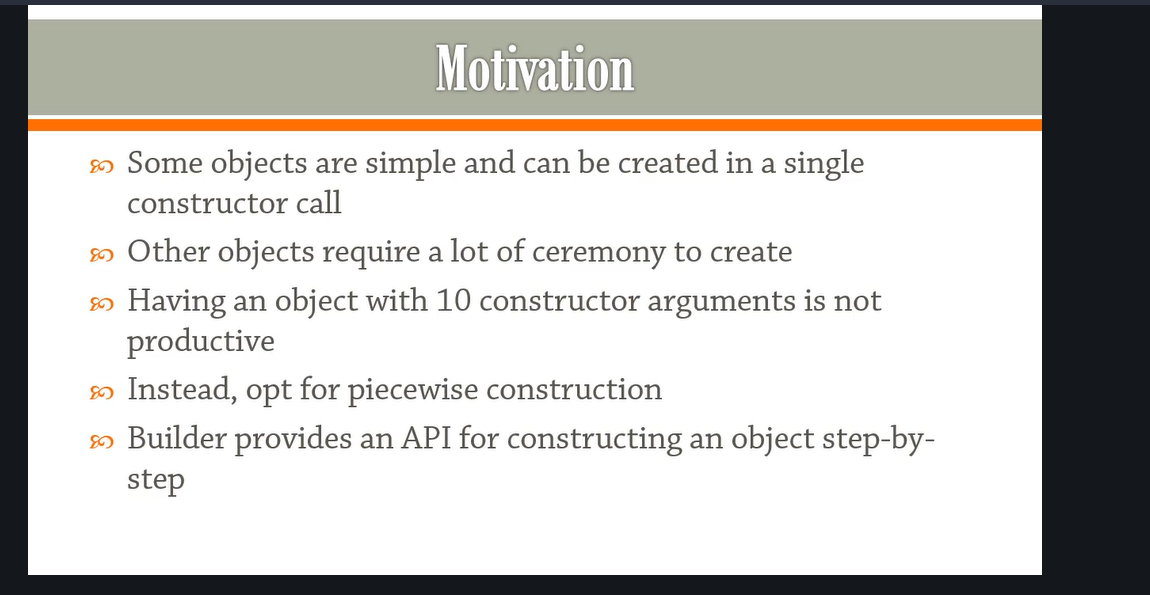 Motivation
Some objects are simple and can be created in a single
constructor call
Other objects require a lot of ceremony to create
Having an object with 10 constructor arguments is not
productive
Instead, opt for piecewise construction
Builder provides an API for constructing an object step-by-
step